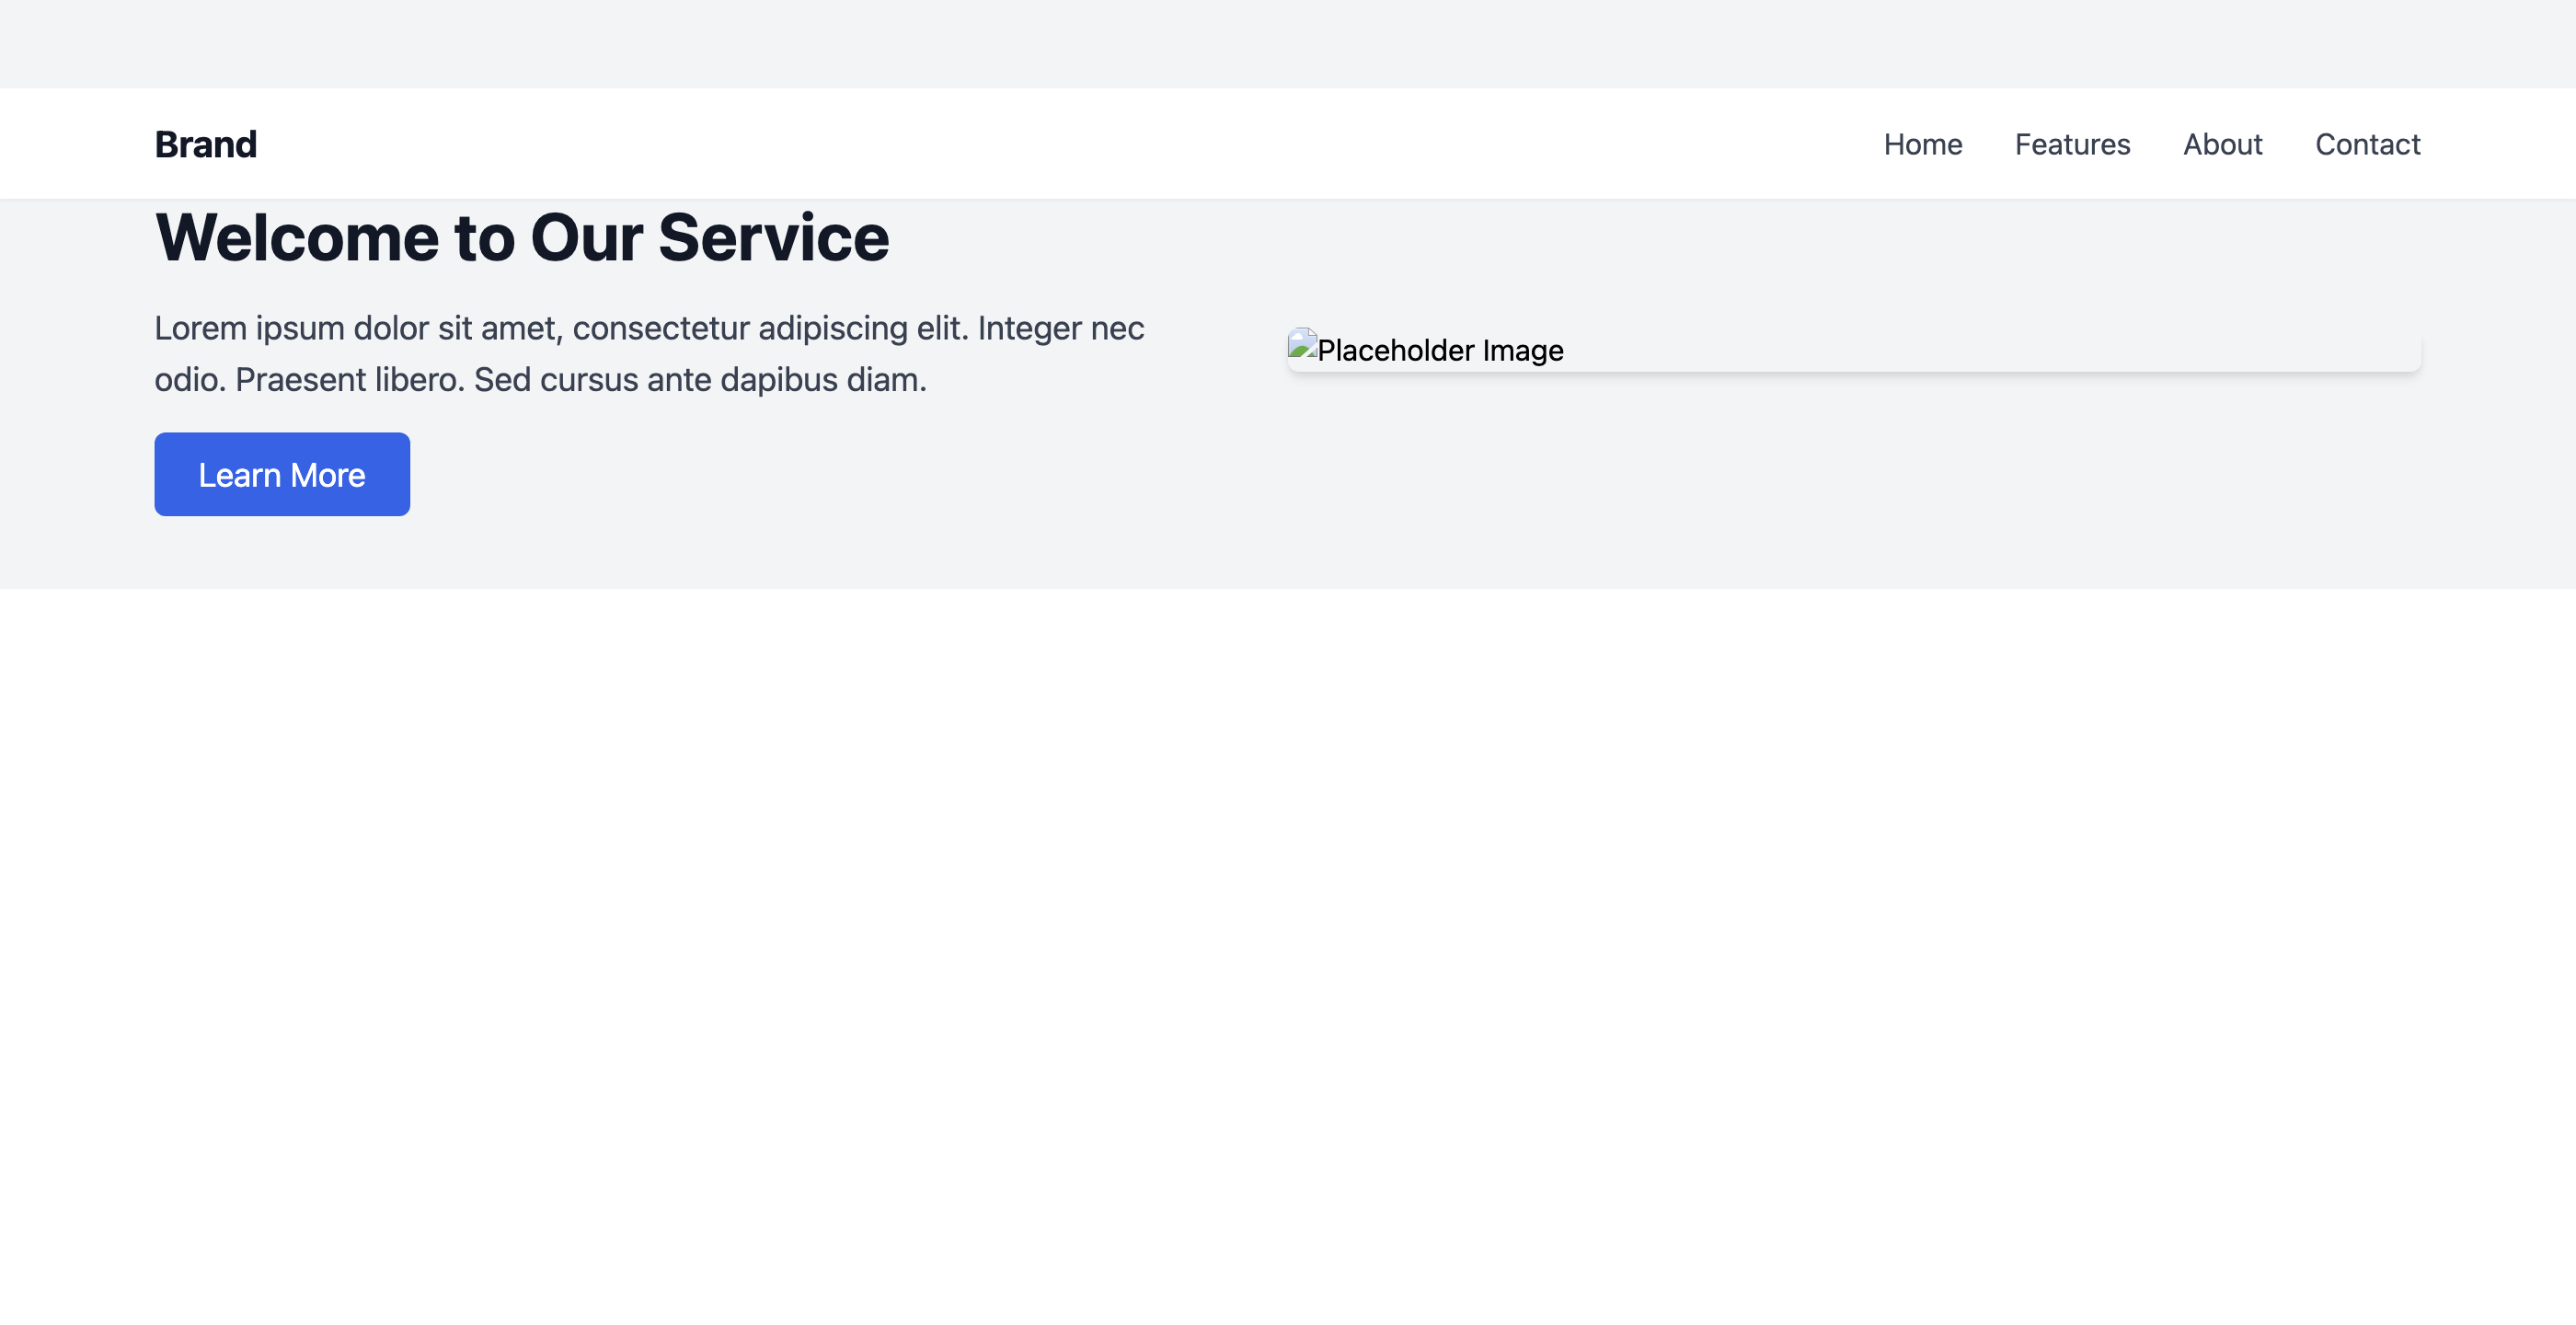 Brand
Home Features About Contact
Welcome to Our Service
Lorem ipsum dolor sit amet, consectetur adipiscing elit. Integer nec
odio. Praesent libero. Sed cursus ante dapibus diam.
Placeholder Image
Learn More